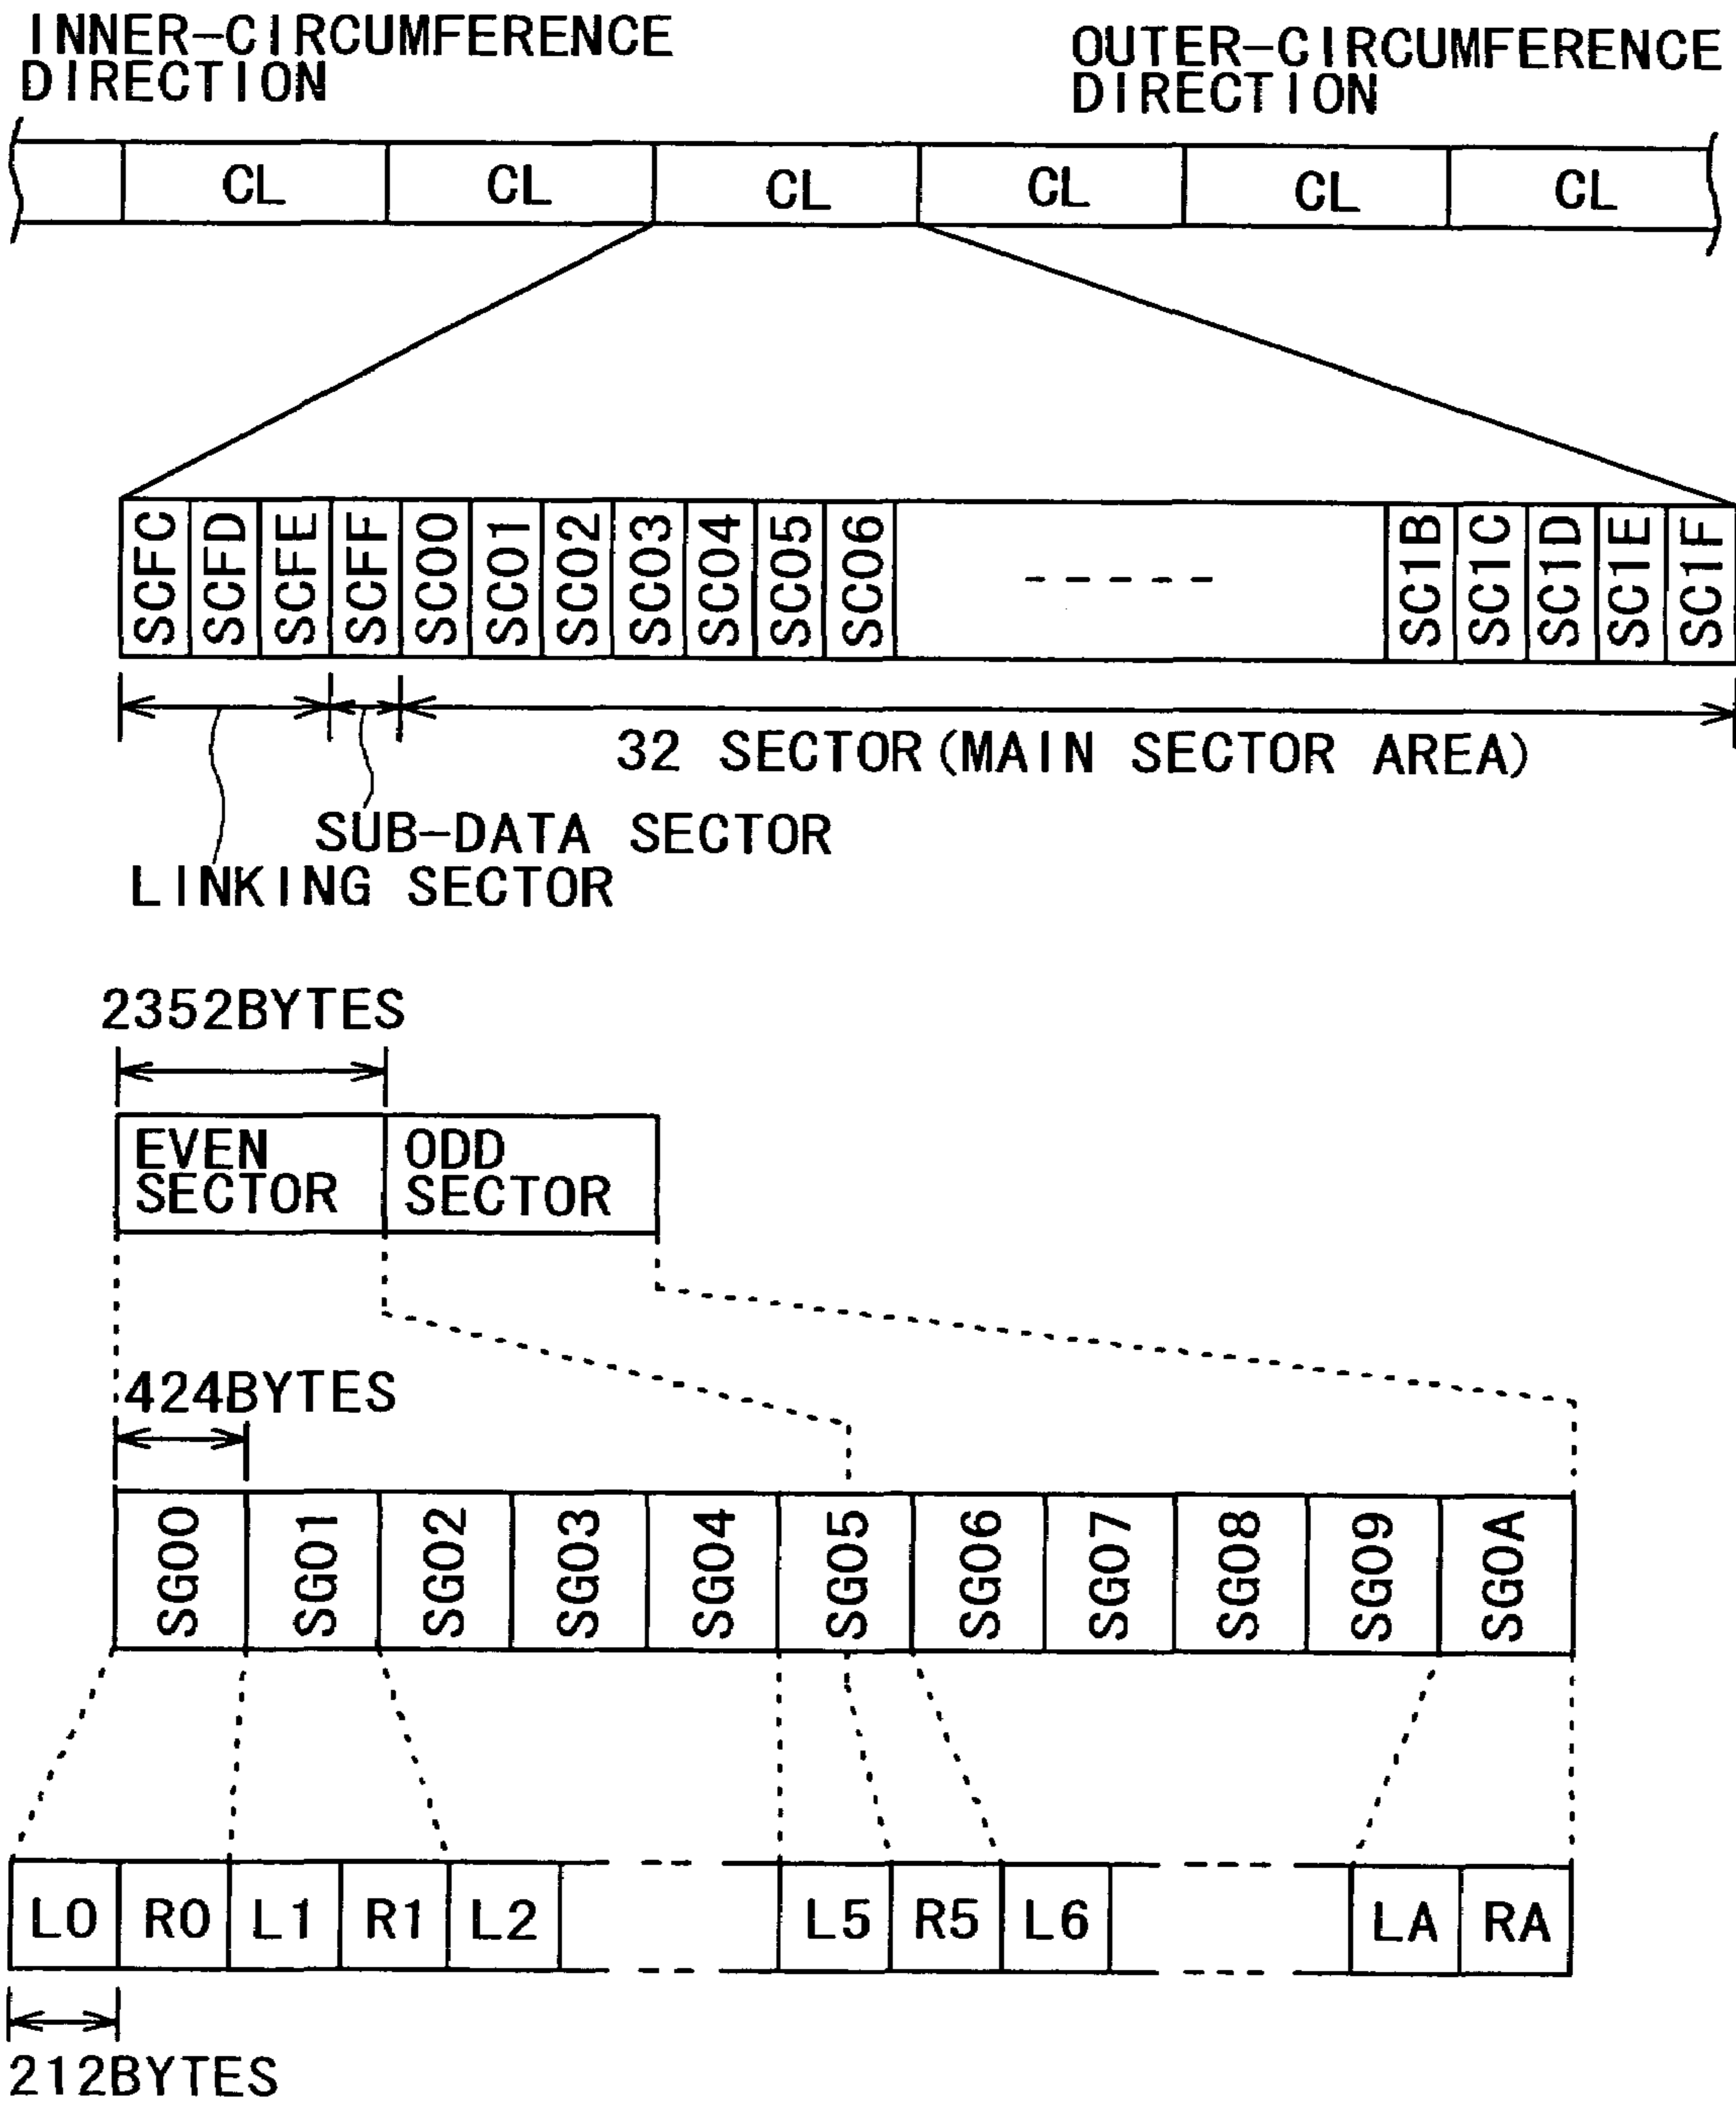 INNER-CIRCUMFERENCE
DIRECTION
OUTER-CIRCUMFERENCE
DIRECTION
CL CL CL CL CL CL
SCFC SCFD SCFE SCFF SC00 SC01 SC02 SC03 SC04 SC05 SC06 ----- SC1B SC1C SC1D SC1E SC1F
32 SECTOR(MAIN SECTOR AREA)
SUB-DATA SECTOR
LINKING SECTOR
2352BYTES
EVEN
SECTOR
ODD
SECTOR
424BYTES
SG00 SG01 SG02 SG03 SG04 SG05 SG06 SG07 SG08 SG09 SG0A
L0 R0 L1 R1 L2 L5 R5 L6 LA RA
212BYTES